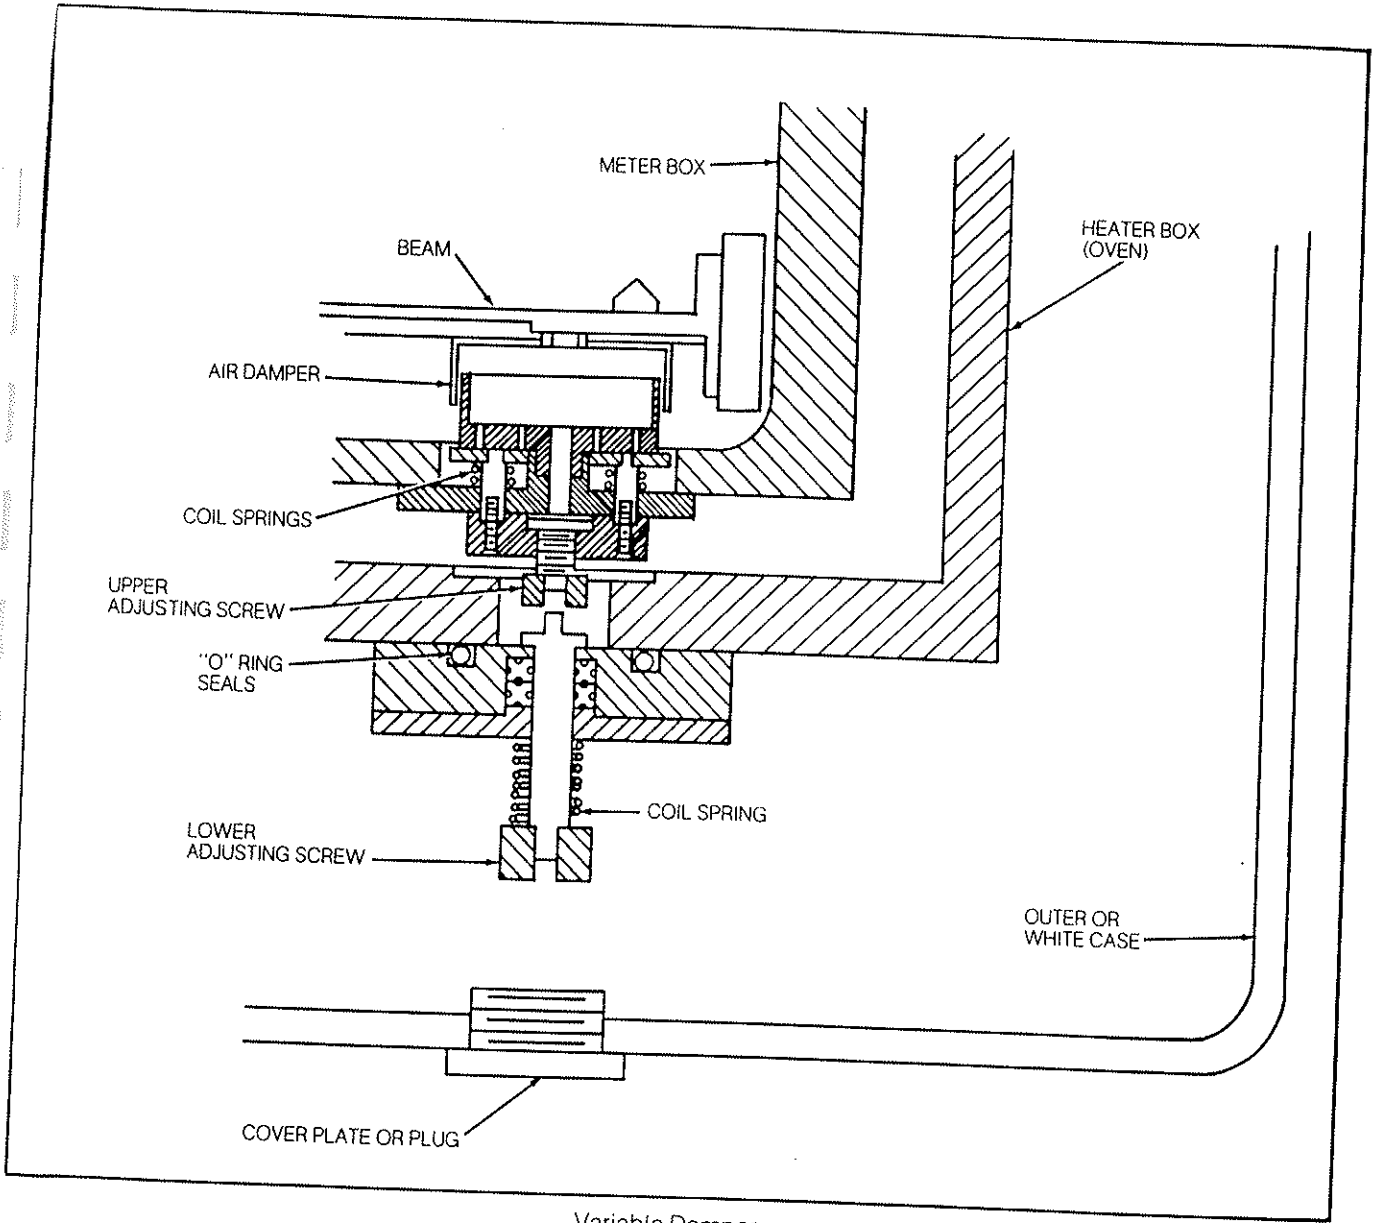 METER BOX
HEATER BOX
(OVEN)
BEAM
AIR DAMPER
COIL SPRINGS
UPPER
ADJUSTING SCREW
"O" RING
SEALS
COIL SPRING
LOWER
ADJUSTING SCREW
OUTER OR
WHITE CASE
COVER PLATE OR PLUG
Variable Damper